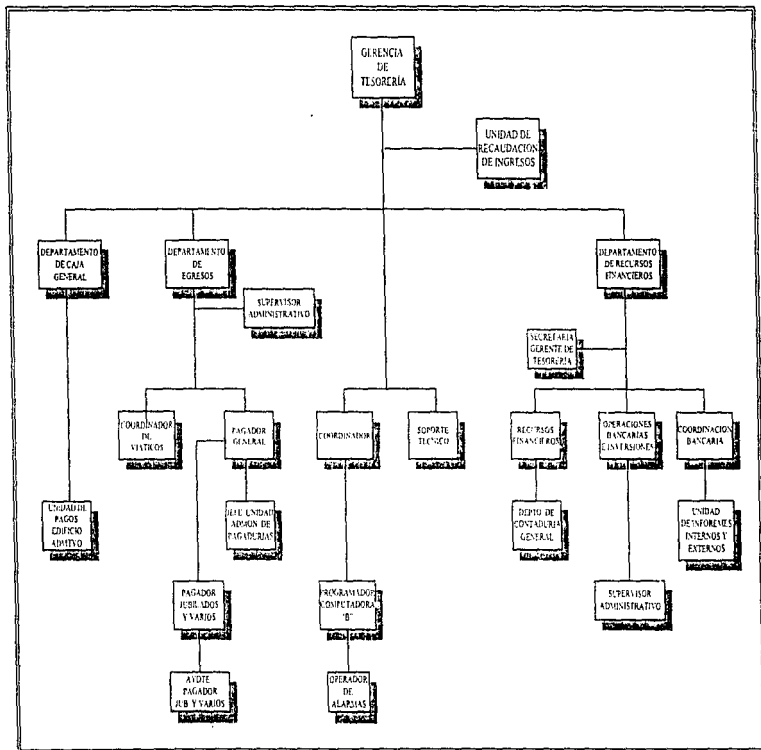 GERENCIA
DE
TESORERÍA
UNIDAD DE
RECAUDACION
DE INGRESOS
DEPARTAMENTO
DE CAJA
GENERAL
DEPARTAMENTO
DE
EGRESOS
DEPARTAMENTO
DE RECURSOS
FINANCIEROS
SUPERVISOR
ADMINISTRATIVO
SECRETARIA
GERENTE DE
TESORERÍA
COORDINADOR
DE
VIATICOS
PAGADOR
GENERAL
COORDINADOR
SOPORTE
TECNICO
RECURSOS
FINANCIEROS
OPERACIONES
BANCARIAS
E INVERSIONES
COORDINACION
BANCARIA
UNIDAD DE
PAGOS
EDIFICIO
ADMTVO
JEFE UNIDAD
ADMON DE
PAGADURIAS
DEPTO DE
CONTADURIA
GENERAL
UNIDAD
DE INFORMES
INTERNOS Y
EXTERNOS
PAGADOR
JUBILADOS
Y VARIOS
PROGRAMADOR
COMPUTADORA
"B"
SUPERVISOR
ADMINISTRATIVO
AYDTE
PAGADOR
JUB Y VARIOS
OPERADOR
DE
ALARMAS